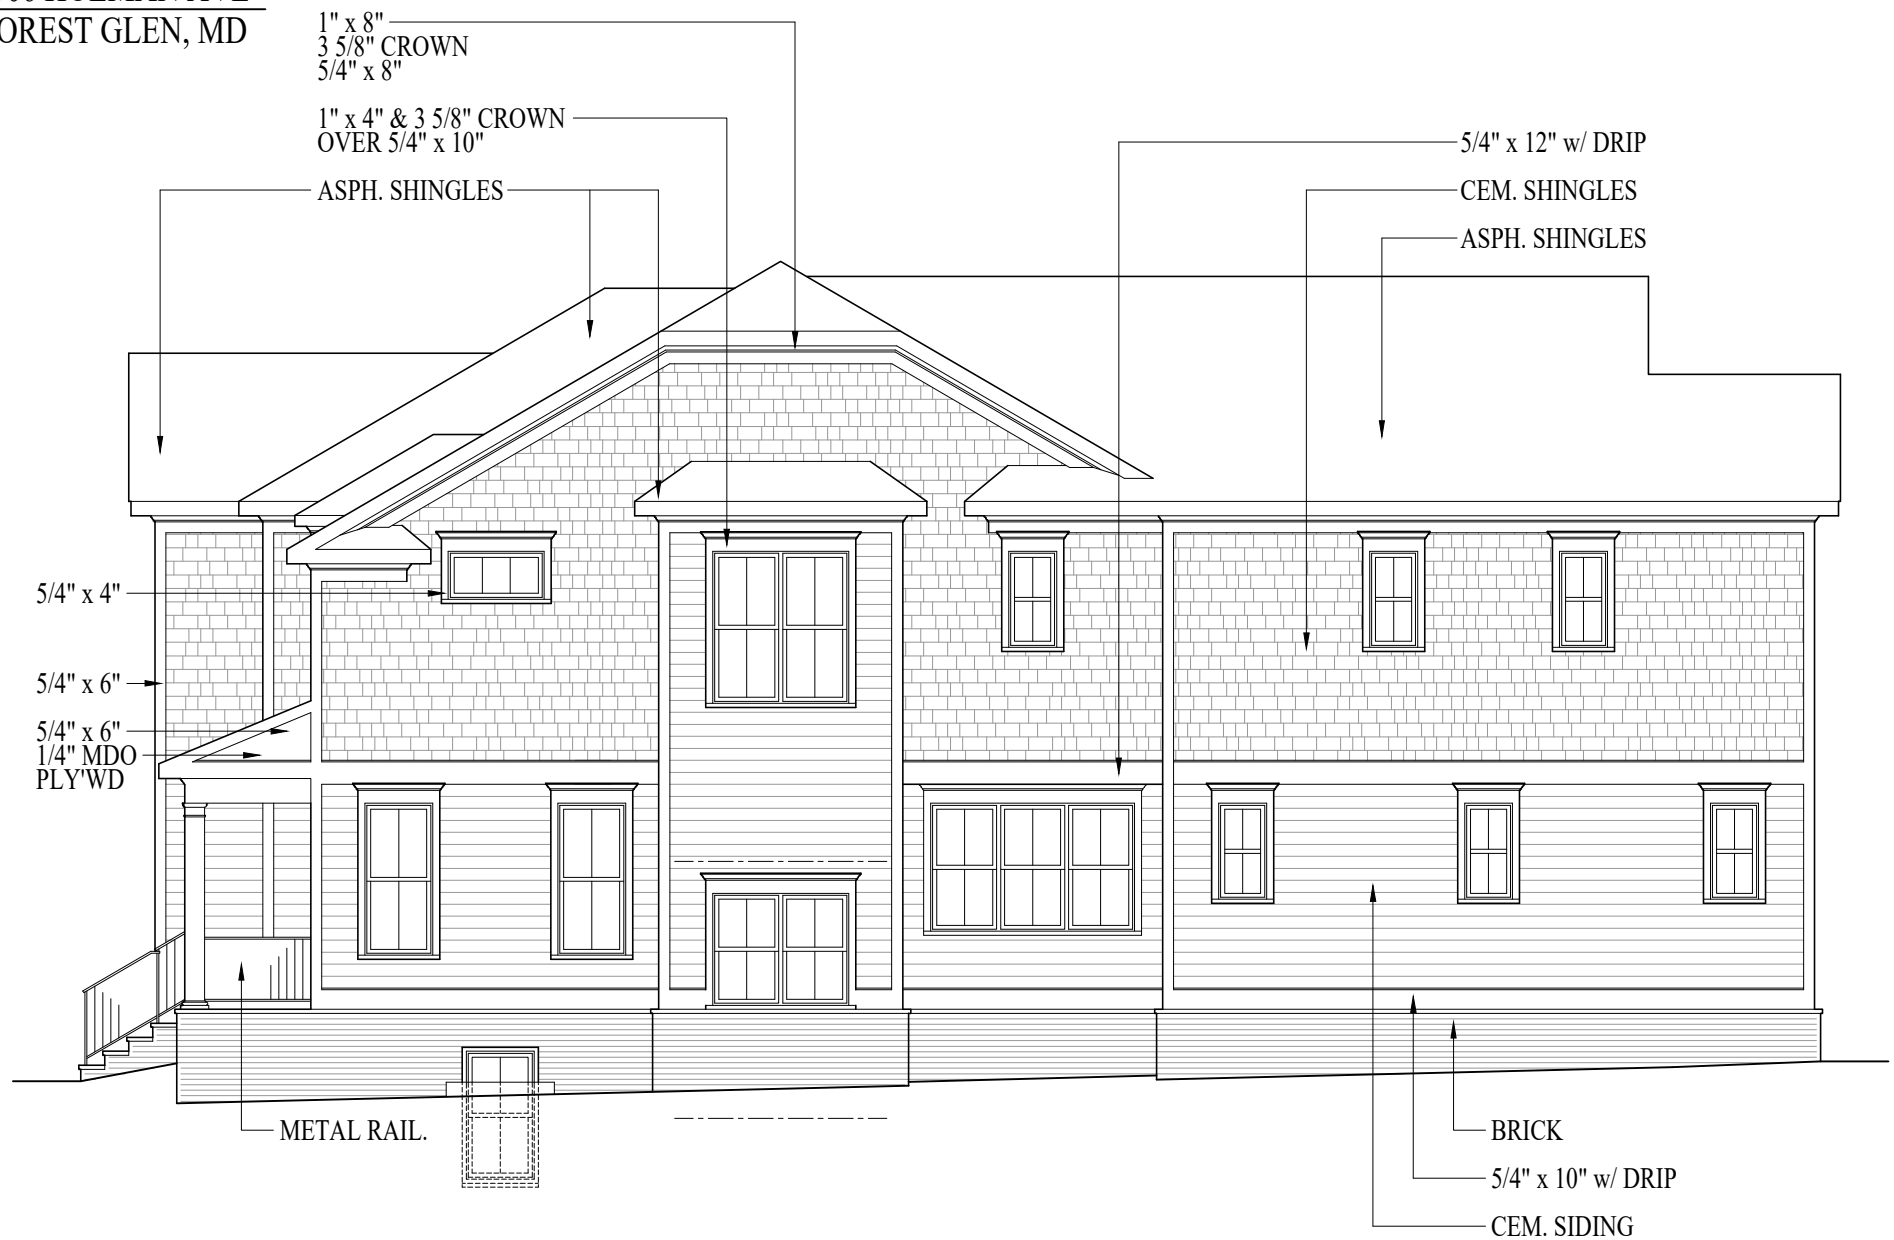 OREST GLEN, MD
1" x 8"
3 5/8" CROWN
5/4" x 8"
1" x 4" & 3 5/8" CROWN
OVER 5/4" x 10"
ASPH. SHINGLES
5/4" x 12" w/ DRIP
CEM. SHINGLES
ASPH. SHINGLES
5/4" x 4"
5/4" x 6"
5/4" x 6"
1/4" MDO
PLY'WD
METAL RAIL.
BRICK
5/4" x 10" w/ DRIP
CEM. SIDING